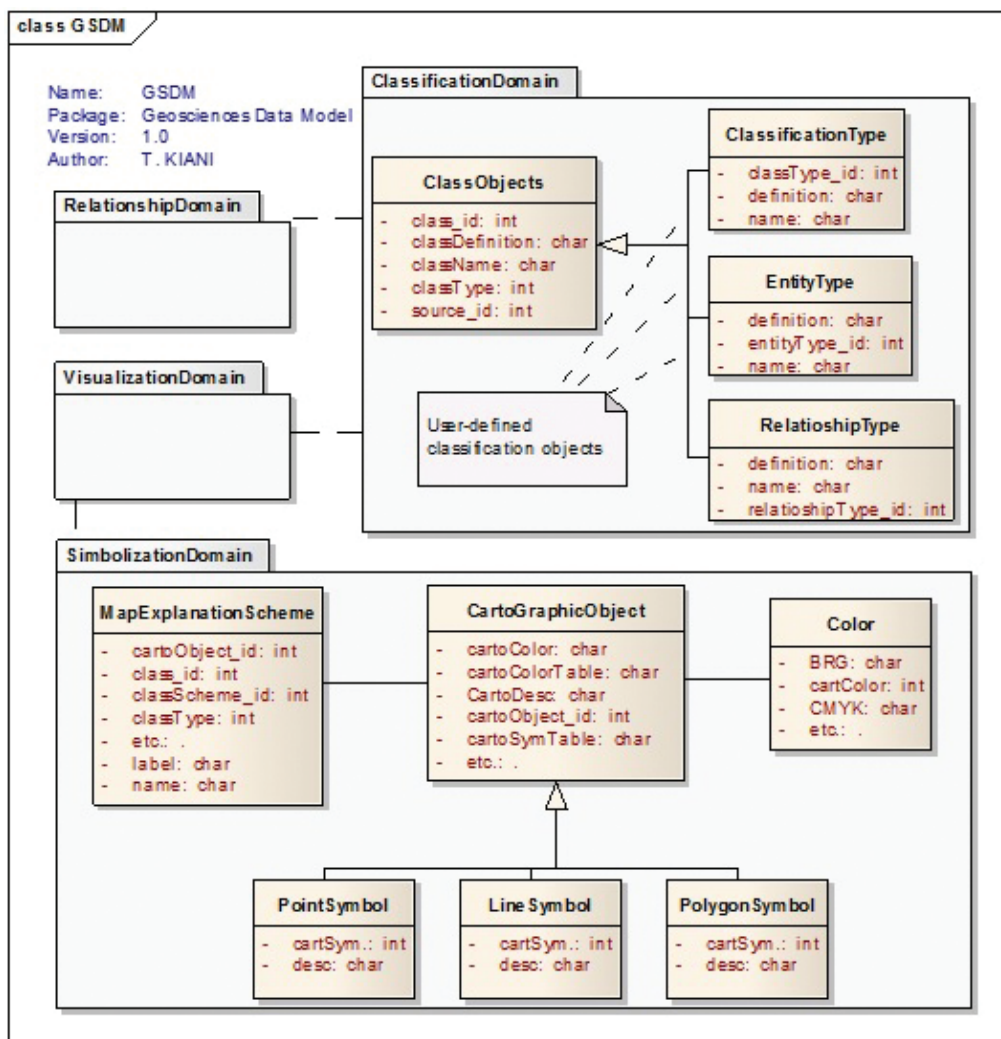 class GSDM
Name: GSDM
Package: Geosciences Data Model
Version: 1.0
Author: T. KIANI
RelationshipDomain
VisualizationDomain
ClassificationDomain
ClassObjects
- class_id: int
- classDefinition: char
- className: char
- classType: int
- source_id: int
ClassificationType
- classType_id: int
- definition: char
- name: char
EntityType
- definition: char
- entityType_id: int
- name: char
RelatioshipType
- definition: char
- name: char
- relatioshipType_id: int
User-defined
classification objects
SimbolizationDomain
MapExplanationScheme
- cartoObject_id: int
- class_id: int
- classScheme_id: int
- classType: int
- etc.: .
- label: char
- name: char
CartoGraphicObject
- cartoColor: char
- cartoColorTable: char
- CartoDesc: char
- cartoObject_id: int
- cartoSymTable: char
- etc.: .
Color
- BRG: char
- cartColor: int
- CMYK: char
- etc.: .
PointSymbol
- cartSym.: int
- desc: char
LineSymbol
- cartSym.: int
- desc: char
PolygonSymbol
- cartSym.: int
- desc: char